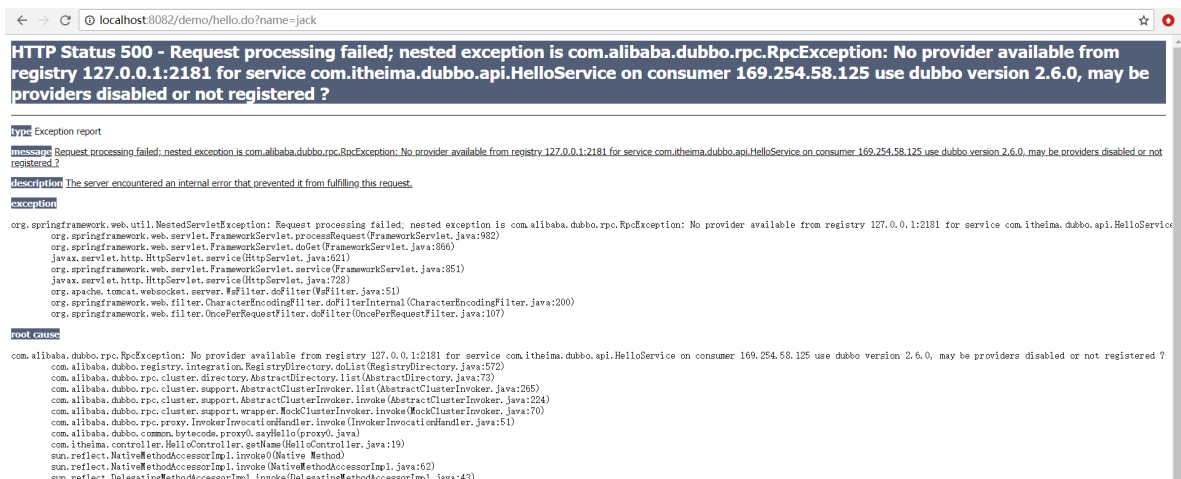 localhost:8082/demo/hello.do?name=jack
HTTP Status 500 - Request processing failed; nested exception is com.alibaba.dubbo.rpc.RpcException: No provider available from
registry 127.0.0.1:2181 for service com.itheima.dubbo.api.HelloService on consumer 169.254.58.125 use dubbo version 2.6.0, may be
providers disabled or not registered ?
type Exception report
message Request processing failed; nested exception is com.alibaba.dubbo.rpc.RpcException: No provider available from registry 127.0.0.1:2181 for service com.itheima.dubbo.api.HelloService on consumer 169.254.58.125 use dubbo version 2.6.0, may be providers disabled or not
registered ?
description The server encountered an internal error that prevented it from fulfilling this request.
exception
org.springframework.web.util.NestedServletException: Request processing failed; nested exception is com.alibaba.dubbo.rpc.RpcException: No provider available from registry 127.0.0.1:2181 for service com.itheima.dubbo.api.HelloService
org.springframework.web.servlet.FrameworkServlet.processRequest(FrameworkServlet.java:982)
org.springframework.web.servlet.FrameworkServlet.doGet(FrameworkServlet.java:866)
javax.servlet.http.HttpServlet.service(HttpServlet.java:621)
org.springframework.web.servlet.FrameworkServlet.service(FrameworkServlet.java:851)
javax.servlet.http.HttpServlet.service(HttpServlet.java:728)
org.apache.tomcat.websocket.server.WsFilter.doFilter(WsFilter.java:51)
org.springframework.web.filter.CharacterEncodingFilter.doFilterInternal(CharacterEncodingFilter.java:200)
org.springframework.web.filter.OncePerRequestFilter.doFilter(OncePerRequestFilter.java:107)
root cause
com.alibaba.dubbo.rpc.RpcException: No provider available from registry 127.0.0.1:2181 for service com.itheima.dubbo.api.HelloService on consumer 169.254.58.125 use dubbo version 2.6.0, may be providers disabled or not registered ?
com.alibaba.dubbo.registry.integration.RegistryDirectory.doList(RegistryDirectory.java:572)
com.alibaba.dubbo.rpc.cluster.directory.AbstractDirectory.list(AbstractDirectory.java:73)
com.alibaba.dubbo.rpc.cluster.support.AbstractClusterInvoker.list(AbstractClusterInvoker.java:265)
com.alibaba.dubbo.rpc.cluster.support.AbstractClusterInvoker.invoke(AbstractClusterInvoker.java:224)
com.alibaba.dubbo.rpc.cluster.support.wrapper.MockClusterInvoker.invoke(MockClusterInvoker.java:70)
com.alibaba.dubbo.rpc.proxy.InvokerInvocationHandler.invoke(InvokerInvocationHandler.java:51)
com.alibaba.dubbo.common.bytecode.proxy0.sayHello(proxy0.java)
com.itheima.controller.HelloController.getName(HelloController.java:19)
sun.reflect.NativeMethodAccessorImpl.invoke0(Native Method)
sun.reflect.NativeMethodAccessorImpl.invoke(NativeMethodAccessorImpl.java:62)
sun.reflect.DelegatingMethodAccessorImpl.invoke(DelegatingMethodAccessorImpl.java:43)